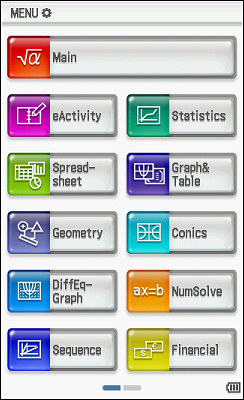 MENU
√α Main
eActivity
Statistics
Spread-
sheet
Graph&
Table
Geometry
Conics
DiffEq-
Graph
ax=b NumSolve
Sequence
Financial